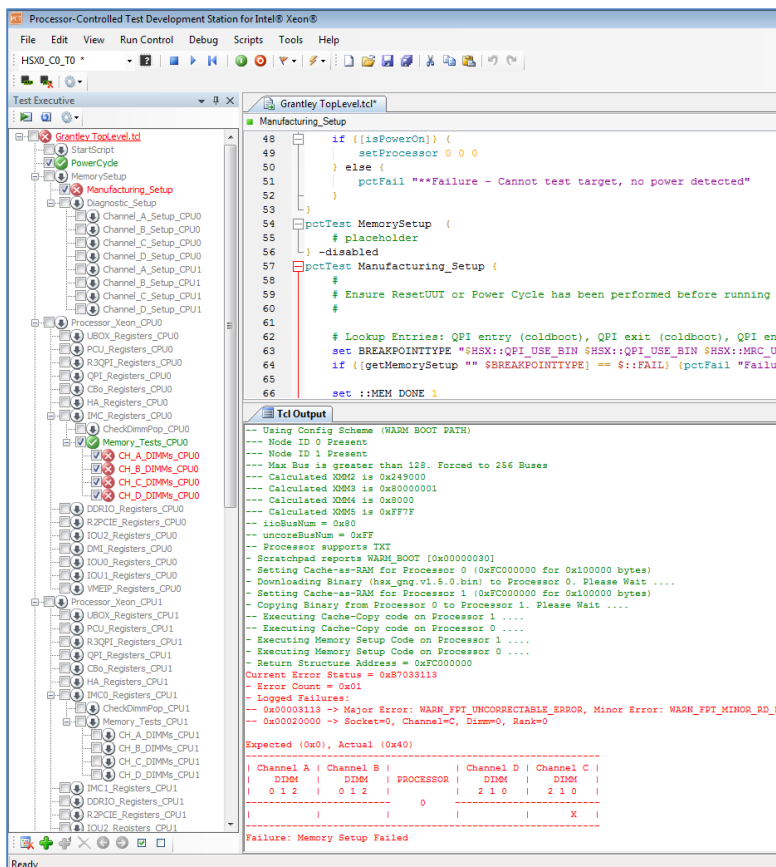 Processor-Controlled Test Development Station for Intel® Xeon®
File Edit View Run Control Debug Scripts Tools Help
HSX0_C0_T0 *
Test Executive
Grantley TopLevel.tcl
StartScript
PowerCycle
MemorySetup
Manufacturing_Setup
Diagnostic_Setup
Channel_A_Setup_CPU0
Channel_B_Setup_CPU0
Channel_C_Setup_CPU0
Channel_D_Setup_CPU0
Channel_A_Setup_CPU1
Channel_B_Setup_CPU1
Channel_C_Setup_CPU1
Channel_D_Setup_CPU1
Processor_Xeon_CPU0
UBOX_Registers_CPU0
PCU_Registers_CPU0
R3QPI_Registers_CPU0
QPI_Registers_CPU0
CBo_Registers_CPU0
HA_Registers_CPU0
IMC_Registers_CPU0
CheckDimmPop_CPU0
Memory_Tests_CPU0
CH_A_DIMMs_CPU0
CH_B_DIMMs_CPU0
CH_C_DIMMs_CPU0
CH_D_DIMMs_CPU0
DDRIO_Registers_CPU0
R2PCIE_Registers_CPU0
IOU2_Registers_CPU0
DMI_Registers_CPU0
IOU0_Registers_CPU0
IOU1_Registers_CPU0
VMEIP_Registers_CPU0
Processor_Xeon_CPU1
UBOX_Registers_CPU1
PCU_Registers_CPU1
R3QPI_Registers_CPU1
QPI_Registers_CPU1
CBo_Registers_CPU1
HA_Registers_CPU1
IMC0_Registers_CPU1
CheckDimmPop_CPU1
Memory_Tests_CPU1
CH_A_DIMMs_CPU1
CH_B_DIMMs_CPU1
CH_C_DIMMs_CPU1
CH_D_DIMMs_CPU1
IMC1_Registers_CPU1
DDRIO_Registers_CPU1
R2PCIE_Registers_CPU1
IOU2_Registers_CPU1
Ready
Grantley TopLevel.tcl*
Manufacturing_Setup
48 if {[isPowerOn]} {
49 setProcessor 0 0 0
50 } else {
51 pctFail "**Failure - Cannot test target, no power detected"
52 }
53 }
54 pctTest MemorySetup {
55 # placeholder
56 } -disabled
57 pctTest Manufacturing_Setup {
58 #
59 # Ensure ResetUUT or Power Cycle has been performed before running
60 #
61
62 # Lookup Entries: QPI entry (coldboot), QPI exit (coldboot), QPI en
63 set BREAKPOINTTYPE "$HSX::QPI_USE_BIN $HSX::QPI_USE_BIN $HSX::MRC_U
64 if {[getMemorySetup "" $BREAKPOINTTYPE] == $::FAIL} {pctFail "Failu
65
66 set ::MEM DONE 1
Tcl Output
-- Using Config Scheme (WARM BOOT PATH)
--- Node ID 0 Present
--- Node ID 1 Present
--- Max Bus is greater than 128. Forced to 256 Buses
--- Calculated XMM2 is 0x249000
--- Calculated XMM3 is 0x80000001
--- Calculated XMM4 is 0x8000
--- Calculated XMM5 is 0xFF7F
-- iioBusNum = 0x80
-- uncoreBusNum = 0xFF
-- Processor supports TXT
- Scratchpad reports WARM_BOOT [0x00000030]
- Setting Cache-as-RAM for Processor 0 (0xFC000000 for 0x100000 bytes)
- Downloading Binary (hsx_gng.v1.5.0.bin) to Processor 0. Please Wait ....
- Setting Cache-as-RAM for Processor 1 (0xFC000000 for 0x100000 bytes)
- Copying Binary from Processor 0 to Processor 1. Please Wait ....
-- Executing Cache-Copy code on Processor 1 ....
-- Executing Cache-Copy code on Processor 0 ....
- Executing Memory Setup Code on Processor 1 ....
- Executing Memory Setup Code on Processor 0 ....
- Return Structure Address = 0xFC000000
Current Error Status = 0xB7033113
- Error Count = 0x01
- Logged Failures:
-- 0x00003113 -> Major Error: WARN_FPT_UNCORRECTABLE_ERROR, Minor Error: WARN_FPT_MINOR_RD_
-- 0x00020000 -> Socket=0, Channel=C, Dimm=0, Rank=0
Expected (0x0), Actual (0x40)
| Channel A | Channel B | | Channel D | Channel C |
| DIMM | DIMM | PROCESSOR | DIMM | DIMM |
| 0 1 2 | 0 1 2 | | 2 1 0 | 2 1 0 |
0
| | | | | X |
Failure: Memory Setup Failed